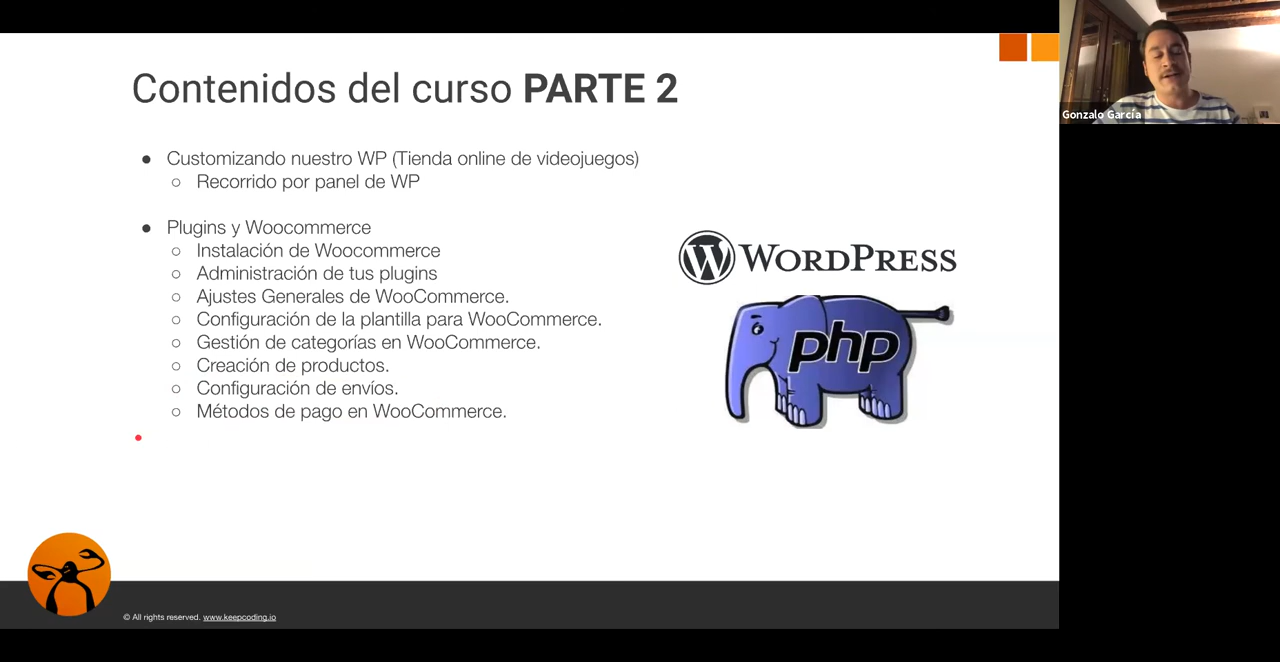 Contenidos del curso PARTE 2
Gonzalo García
● Customizando nuestro WP (Tienda online de videojuegos)
○ Recorrido por panel de WP
● Plugins y Woocommerce
○ Instalación de Woocommerce
○ Administración de tus plugins
○ Ajustes Generales de WooCommerce.
○ Configuración de la plantilla para WooCommerce.
○ Gestión de categorías en WooCommerce.
○ Creación de productos.
○ Configuración de envíos.
○ Métodos de pago en WooCommerce.
WORDPRESS
php
© All rights reserved. www.keepcoding.io